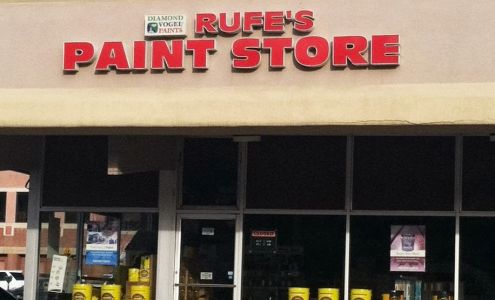 DIAMOND
VOGEL
PAINTS
RUFE'S
PAINT STORE